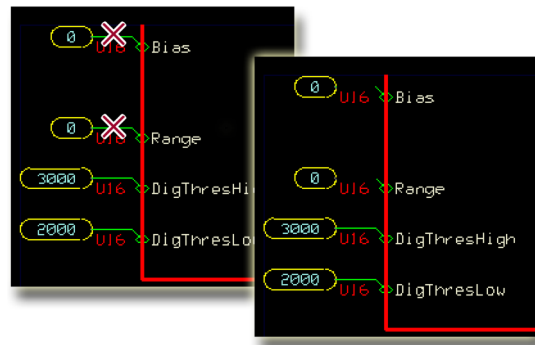 0 U16 Bias
0 U16 Range
3000 U16 DigThresHi
2000 U16 DigThresLo
0 U16 Bias
0 U16 Range
3000 U16 DigThresHigh
2000 U16 DigThresLow